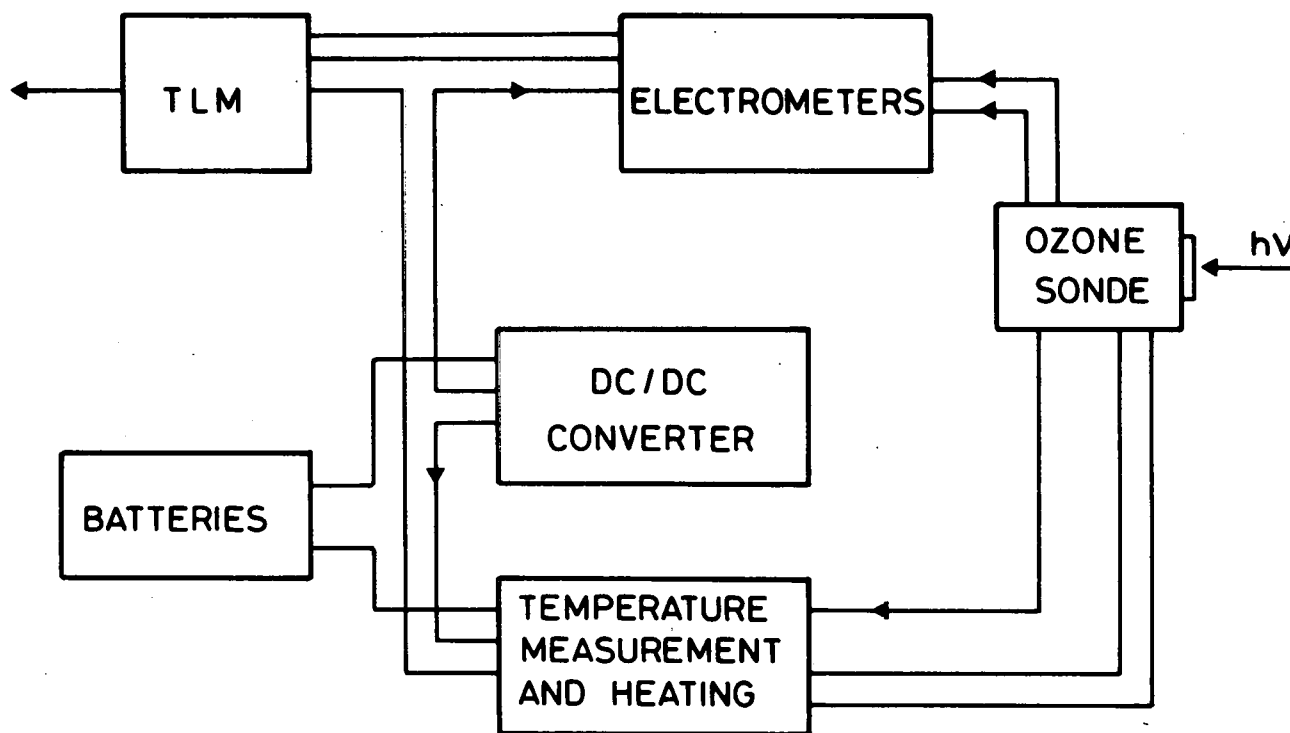 TLM
ELECTROMETERS
OZONE
SONDE
hν
DC/DC
CONVERTER
BATTERIES
TEMPERATURE
MEASUREMENT
AND HEATING